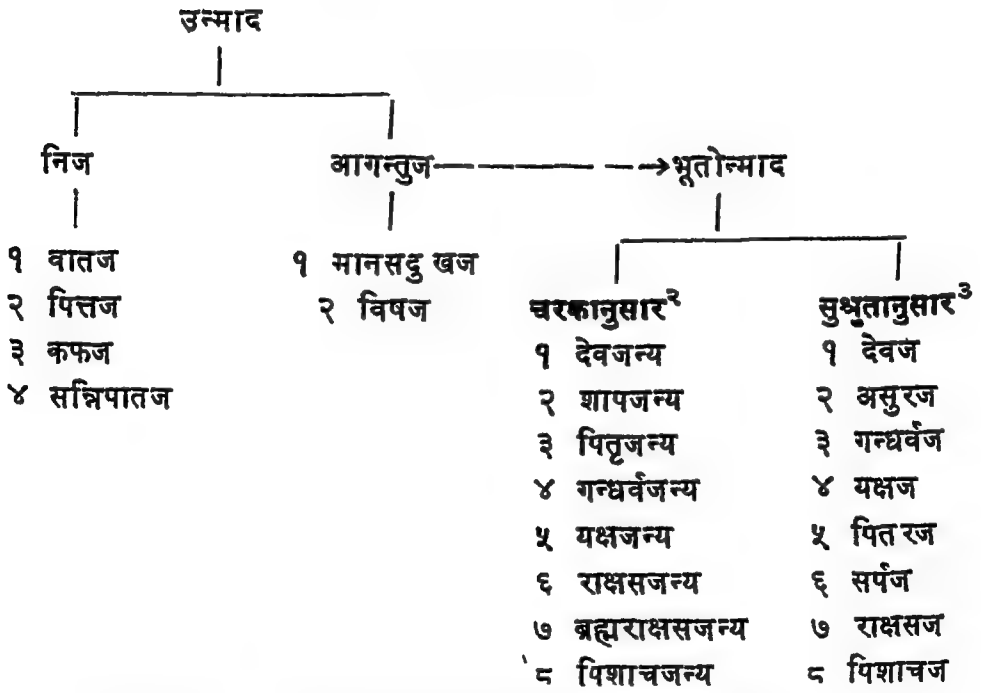 उन्माद
निज
आगन्तुज
भूतोन्माद
१ वातज
२ पित्तज
३ कफज
४ सन्निपातज
१ मानसदु खज
२ विषज
चरकानुसार²
१ देवजन्य
२ शापजन्य
३ पितृजन्य
४ गन्धर्वजन्य
५ यक्षजन्य
६ राक्षसजन्य
७ ब्रह्मराक्षसजन्य
८ पिशाचजन्य
सुश्रुतानुसार³
१ देवज
२ असुरज
३ गन्धर्वज
४ यक्षज
५ पित रज
६ सर्पज
७ राक्षसज
८ पिशाचज